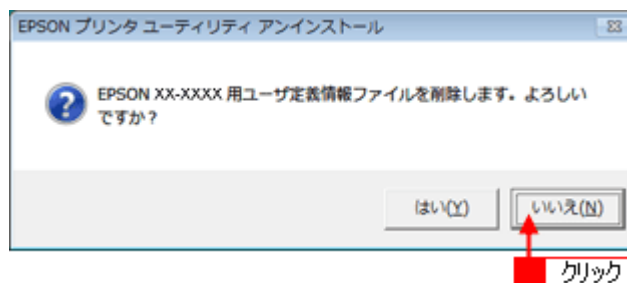 EPSON プリンタ ユーティリティ アンインストール
EPSON XX-XXXX 用ユーザ定義情報ファイルを削除します。よろしい
ですか？
はい(Y)
いいえ(N)
クリック